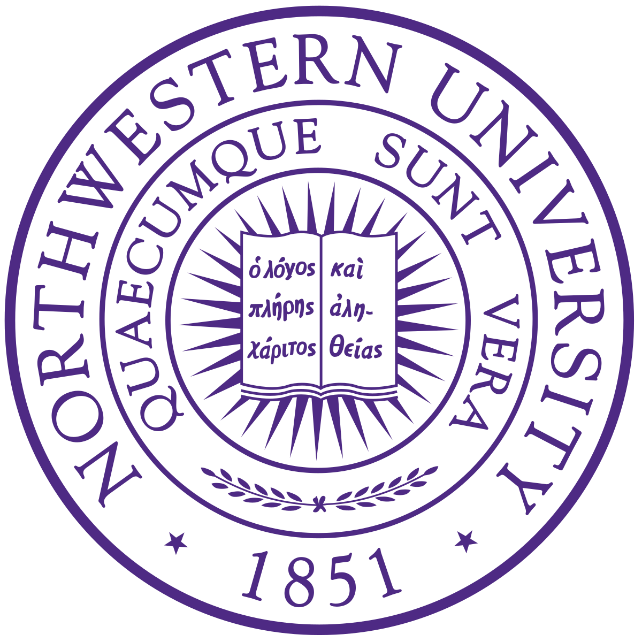 NORTHWESTERN UNIVERSITY
QUAECUMQUE SUNT VERA
ὁ λόγος
πλήρης
χάριτος
καὶ
ἀλη-
θείας
1851